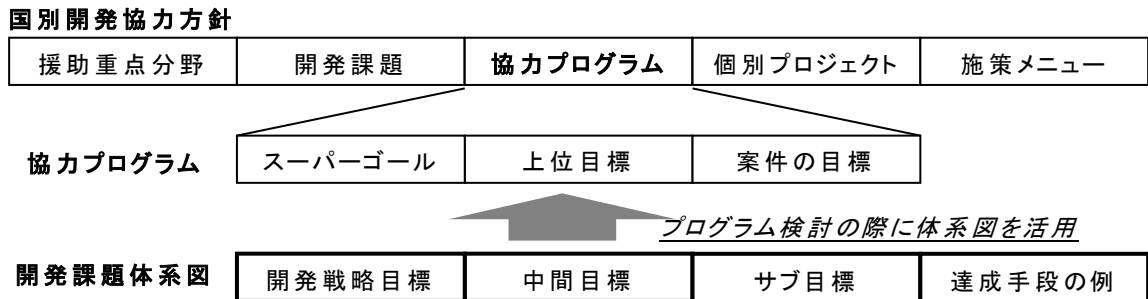 国別開発協力方針
援助重点分野 開発課題 協力プログラム 個別プロジェクト 施策メニュー
協力プログラム スーパーゴール 上位目標 案件の目標
プログラム検討の際に体系図を活用
開発課題体系図 開発戦略目標 中間目標 サブ目標 達成手段の例